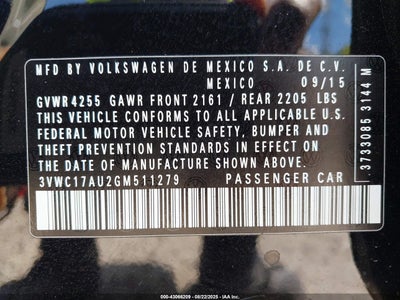 MFD BY VOLKSWAGEN DE MEXICO S.A. DE C.V.
MEXICO 09/15
GVWR 4255 GAWR FRONT 2161 / REAR 2205 LBS
THIS VEHICLE CONFORMS TO ALL APPLICABLE U.S.
FEDERAL MOTOR VEHICLE SAFETY, BUMPER AND
THEFT PREVENTION STANDARDS IN EFFECT ON
THE DATE OF MANUFACTURE SHOWN ABOVE.
3VWC17AU2GM511279 PASSENGER CAR
3733085 3144 M
000-43066209 - 08/22/2025 - IAA Inc.